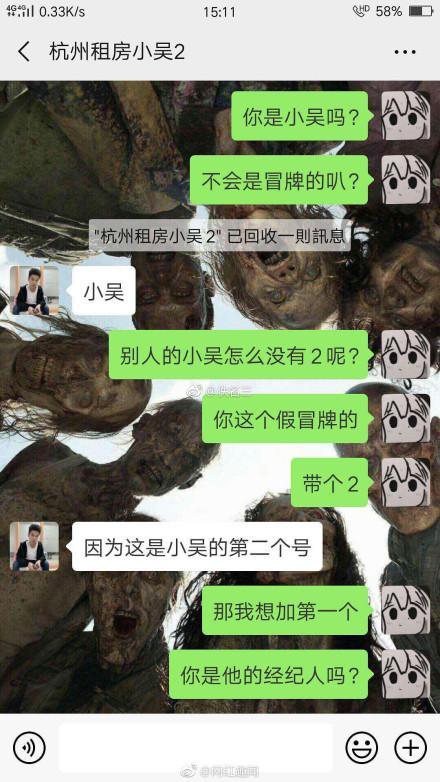 4G 4G 0.33K/s 15:11 HD 58%
杭州租房小吴2
你是小吴吗?
不会是冒牌的叭?
"杭州租房小吴2" 已回收一則訊息
小吴
别人的小吴怎么没有2呢?
你这个假冒牌的
带个2
因为这是小吴的第二个号
那我想加第一个
你是他的经纪人吗?
@网红趣闻